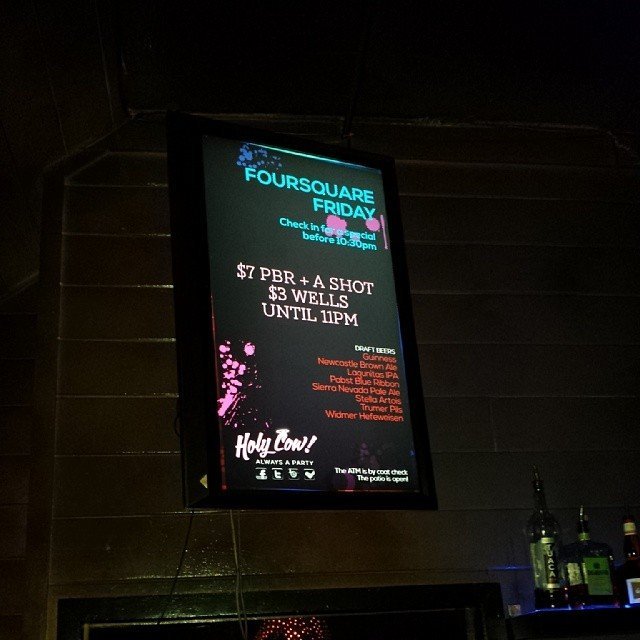 FOURSQUARE
FRIDAY
Check in for a special
before 10:30pm
$7 PBR + A SHOT
$3 WELLS
UNTIL 11PM
DRAFT BEERS
Guinness
Newcastle Brown Ale
Lagunitas IPA
Pabst Blue Ribbon
Sierra Nevada Pale Ale
Stella Artois
Trumer Pils
Widmer Hefeweisen
Holy Cow!
ALWAYS A PARTY
The ATM is by coat check
The patio is open!